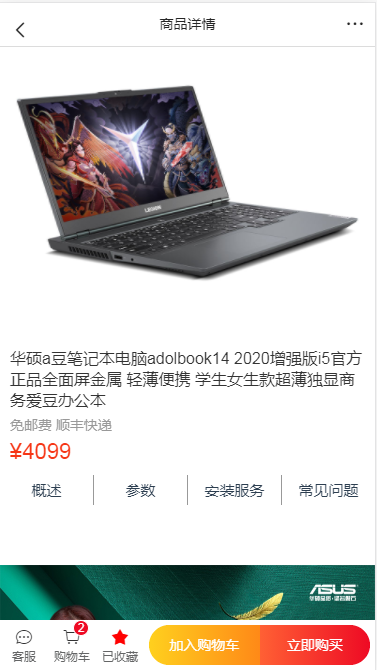 商品详情
LEGION
华硕a豆笔记本电脑adolbook14 2020增强版i5官方
正品全面屏金属 轻薄便携 学生女生款超薄独显商
务爱豆办公本
免邮费 顺丰快递
¥4099
概述 参数 安装服务 常见问题
ASUS
华硕品质·坚若磐石
2
客服 购物车 已收藏 加入购物车 立即购买